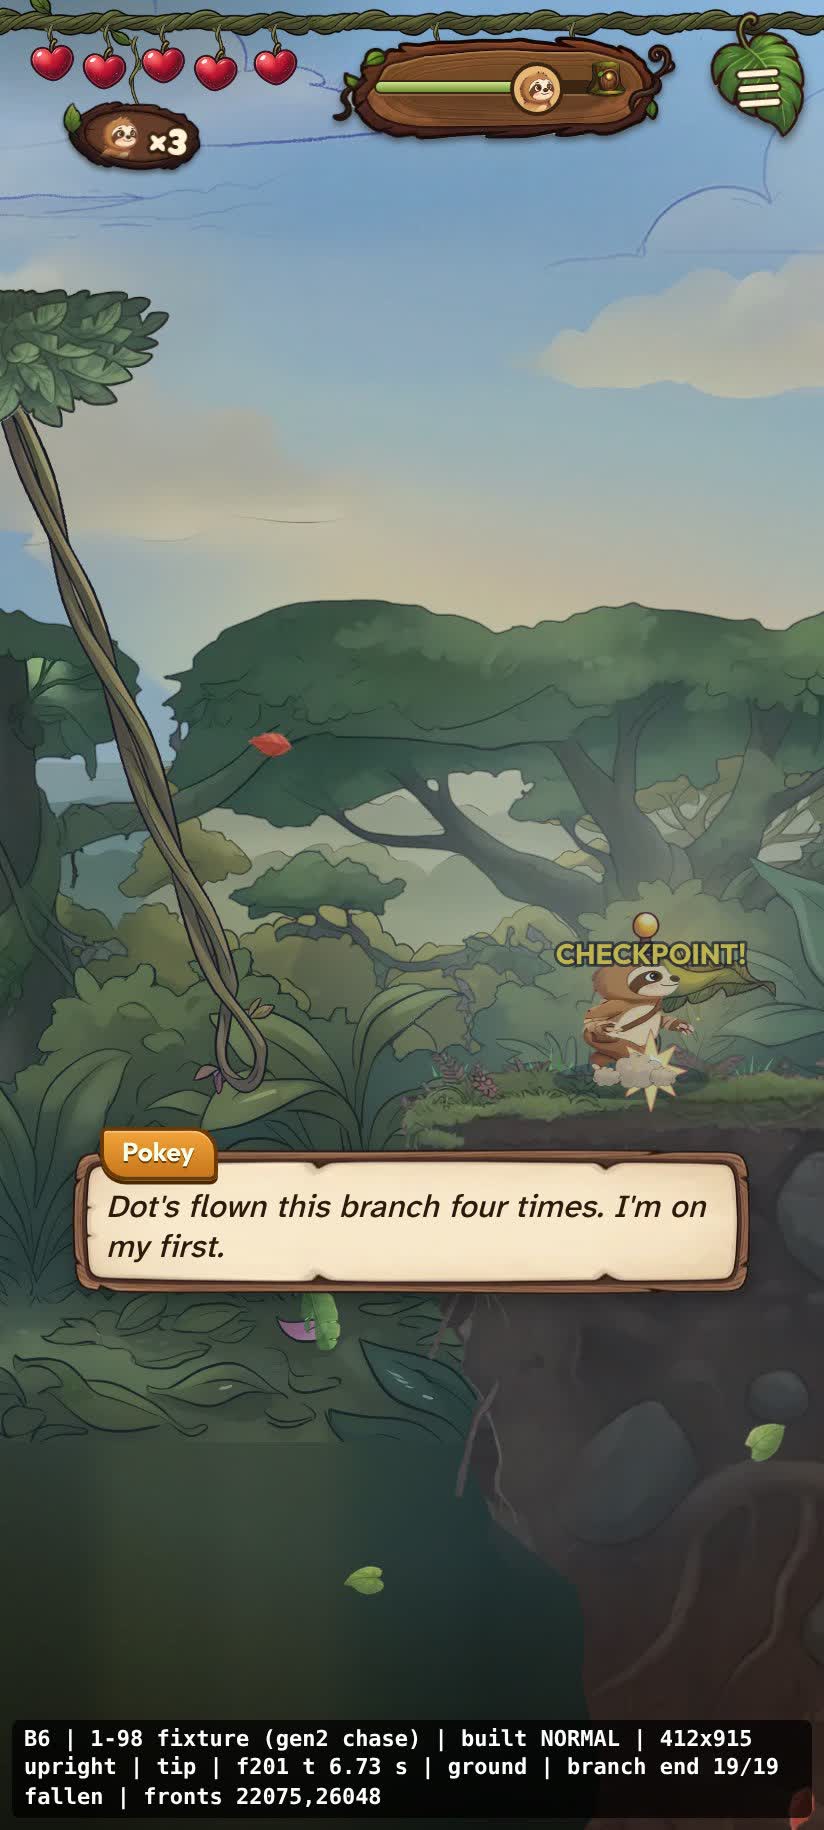 ×3
CHECKPOINT!
Pokey
Dot's flown this branch four times. I'm on
my first.
B6 | 1-98 fixture (gen2 chase) | built NORMAL | 412x915
upright | tip | f201 t 6.73 s | ground | branch end 19/19
fallen | fronts 22075,26048